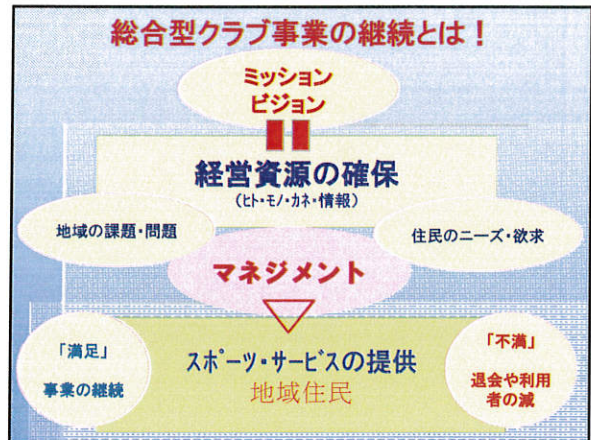 総合型クラブ事業の継続とは！
ミッション
ビジョン
経営資源の確保
(ﾋﾄ・ﾓﾉ・ｶﾈ・情報)
地域の課題・問題
住民のニーズ・欲求
マネジメント
「満足」
事業の継続
スポーツ・サービスの提供
地域住民
「不満」
退会や利用
者の減